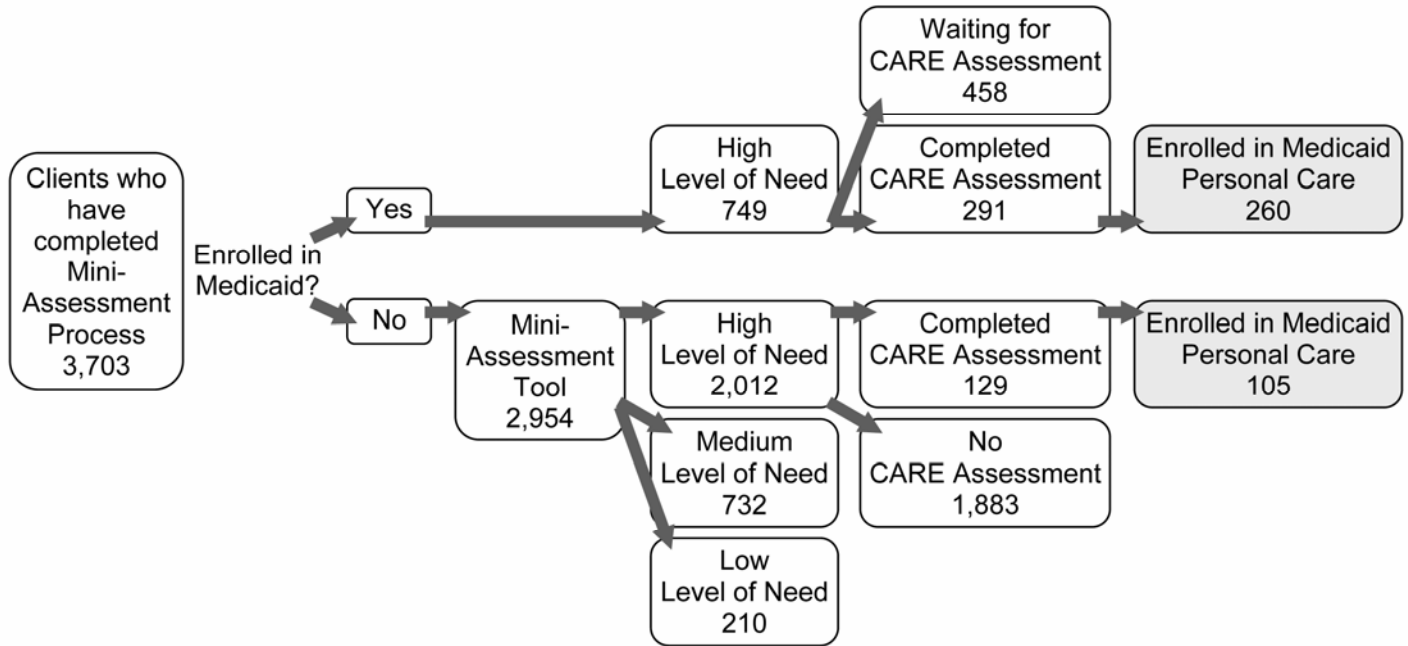 Clients who
have
completed
Mini-
Assessment
Process
3,703
Enrolled in
Medicaid?
Yes
High
Level of Need
749
Waiting for
CARE Assessment
458
Completed
CARE Assessment
291
Enrolled in Medicaid
Personal Care
260
No
Mini-
Assessment
Tool
2,954
High
Level of Need
2,012
Completed
CARE Assessment
129
Enrolled in Medicaid
Personal Care
105
No
CARE Assessment
1,883
Medium
Level of Need
732
Low
Level of Need
210